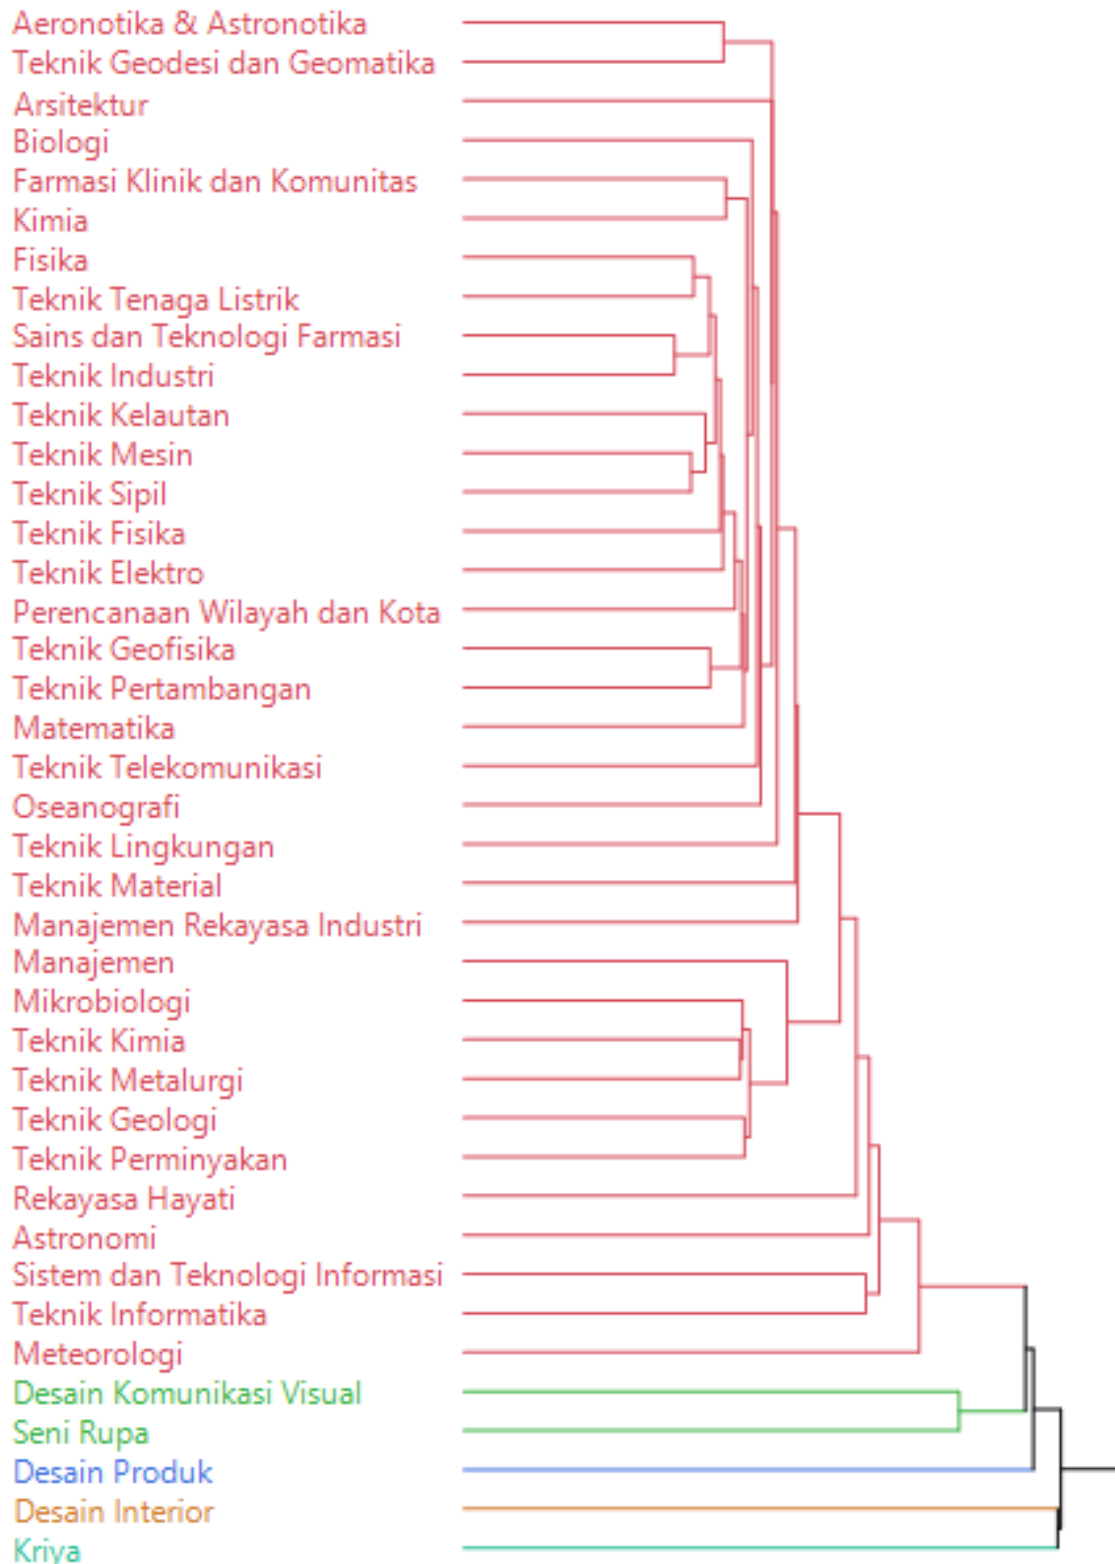 Aeronotika & Astronotika
Teknik Geodesi dan Geomatika
Arsitektur
Biologi
Farmasi Klinik dan Komunitas
Kimia
Fisika
Teknik Tenaga Listrik
Sains dan Teknologi Farmasi
Teknik Industri
Teknik Kelautan
Teknik Mesin
Teknik Sipil
Teknik Fisika
Teknik Elektro
Perencanaan Wilayah dan Kota
Teknik Geofisika
Teknik Pertambangan
Matematika
Teknik Telekomunikasi
Oseanografi
Teknik Lingkungan
Teknik Material
Manajemen Rekayasa Industri
Manajemen
Mikrobiologi
Teknik Kimia
Teknik Metalurgi
Teknik Geologi
Teknik Perminyakan
Rekayasa Hayati
Astronomi
Sistem dan Teknologi Informasi
Teknik Informatika
Meteorologi
Desain Komunikasi Visual
Seni Rupa
Desain Produk
Desain Interior
Kriya